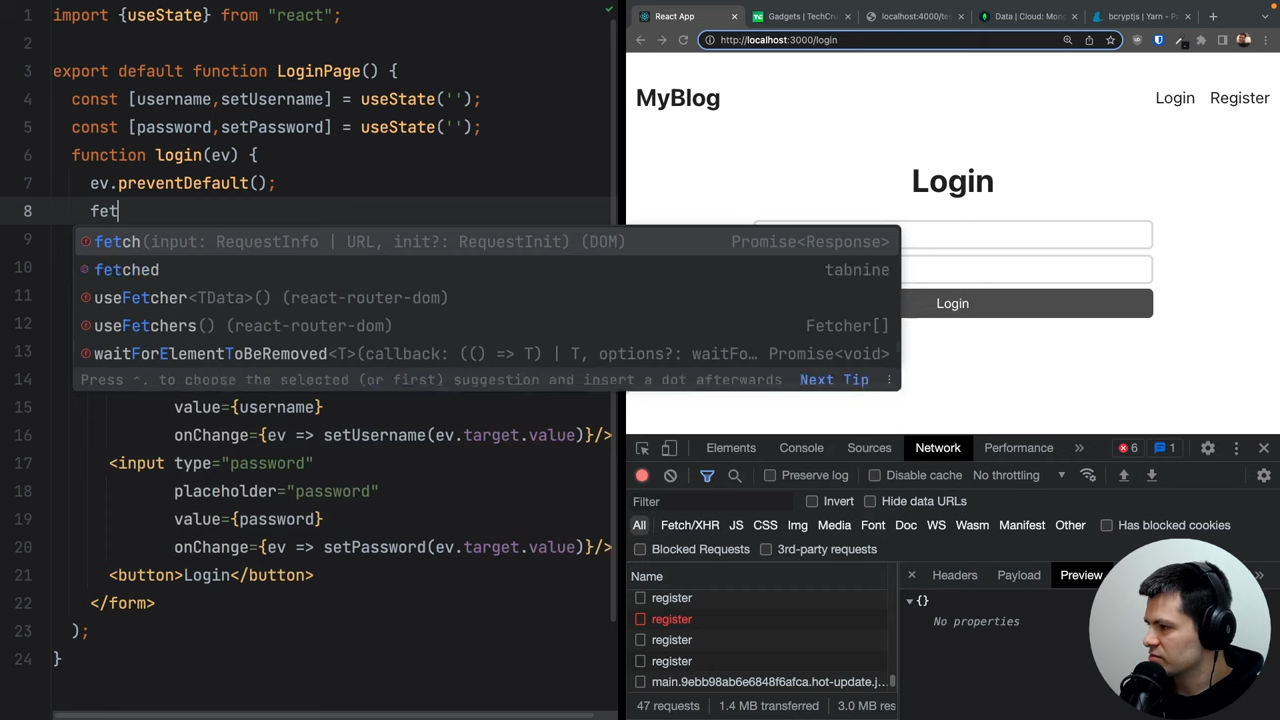 1 import {useState} from "react";
2
3 export default function LoginPage() {
4 const [username,setUsername] = useState('');
5 const [password,setPassword] = useState('');
6 function login(ev) {
7 ev.preventDefault();
8 fet
9 fetch(input: RequestInfo | URL, init?: RequestInit) (DOM) Promise<Response>
10 fetched tabnine
11 useFetcher<TData>() (react-router-dom)
12 useFetchers() (react-router-dom) Fetcher[]
13 waitForElementToBeRemoved<T>(callback: (() => T) | T, options?: waitFo… Promise<void>
14 Press ^. to choose the selected (or first) suggestion and insert a dot afterwards Next Tip
15 value={username}
16 onChange={ev => setUsername(ev.target.value)}/>
17 <input type="password"
18 placeholder="password"
19 value={password}
20 onChange={ev => setPassword(ev.target.value)}/>
21 <button>Login</button>
22 </form>
23 );
24 }
React App
Gadgets | TechCru
localhost:4000/te
Data | Cloud: Mon
bcryptjs | Yarn - Pa
http://localhost:3000/login
MyBlog
Login Register
Login
Login
Elements Console Sources Network Performance » 6 1
Preserve log Disable cache No throttling
Filter Invert Hide data URLs
All Fetch/XHR JS CSS Img Media Font Doc WS Wasm Manifest Other Has blocked cookies
Blocked Requests 3rd-party requests
Name
register
register
register
register
main.9ebb98ab6e6848f6afca.hot-update.j…
47 requests 1.4 MB transferred 3.0 MB res
Headers Payload Preview »
{}
No properties